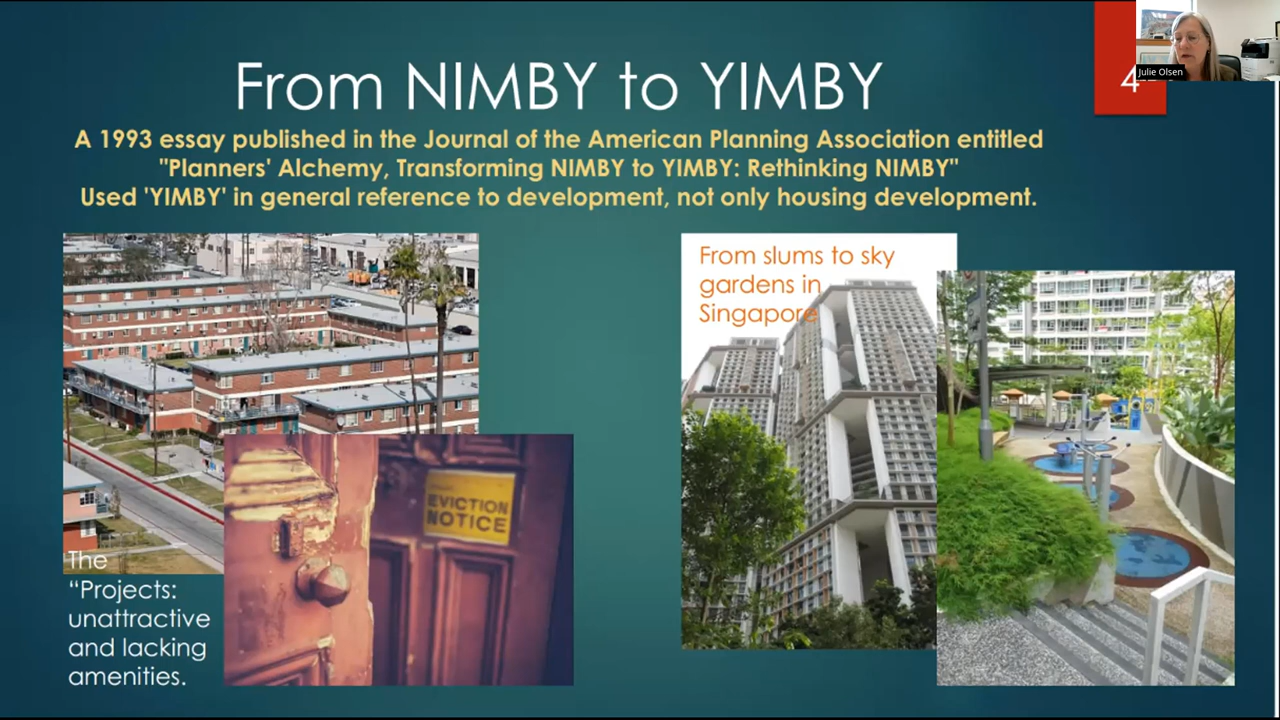 From NIMBY to YIMBY
4
Julie Olsen
A 1993 essay published in the Journal of the American Planning Association entitled
"Planners' Alchemy, Transforming NIMBY to YIMBY: Rethinking NIMBY"
Used 'YIMBY' in general reference to development, not only housing development.
From slums to sky
gardens in
Singapore
EVICTION
NOTICE
The
“Projects:
unattractive
and lacking
amenities.